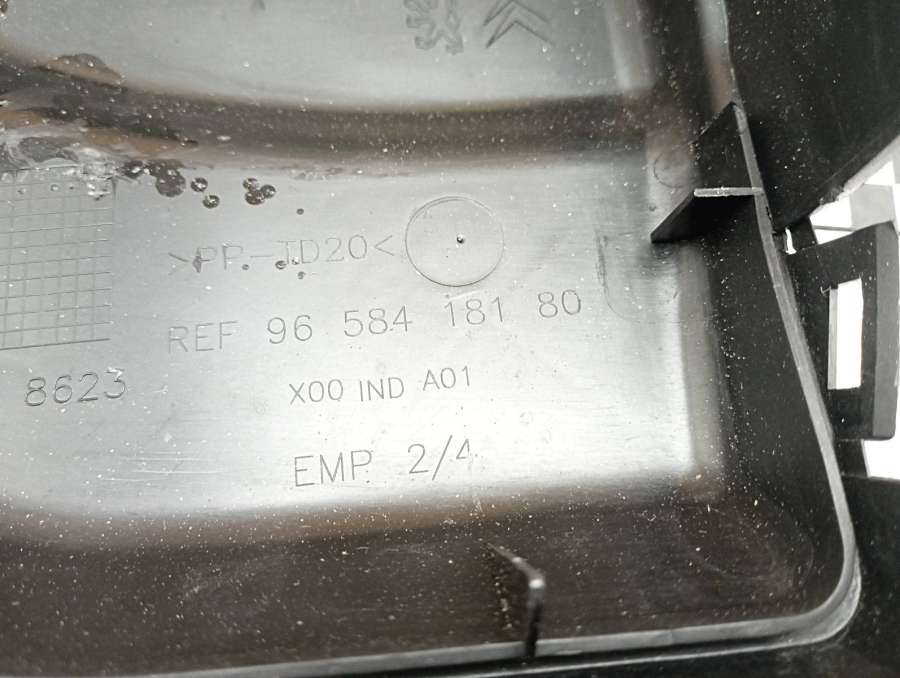 >PP-TD20<
REF 96 584 181 80
8623
X00 IND A01
EMP. 2/4